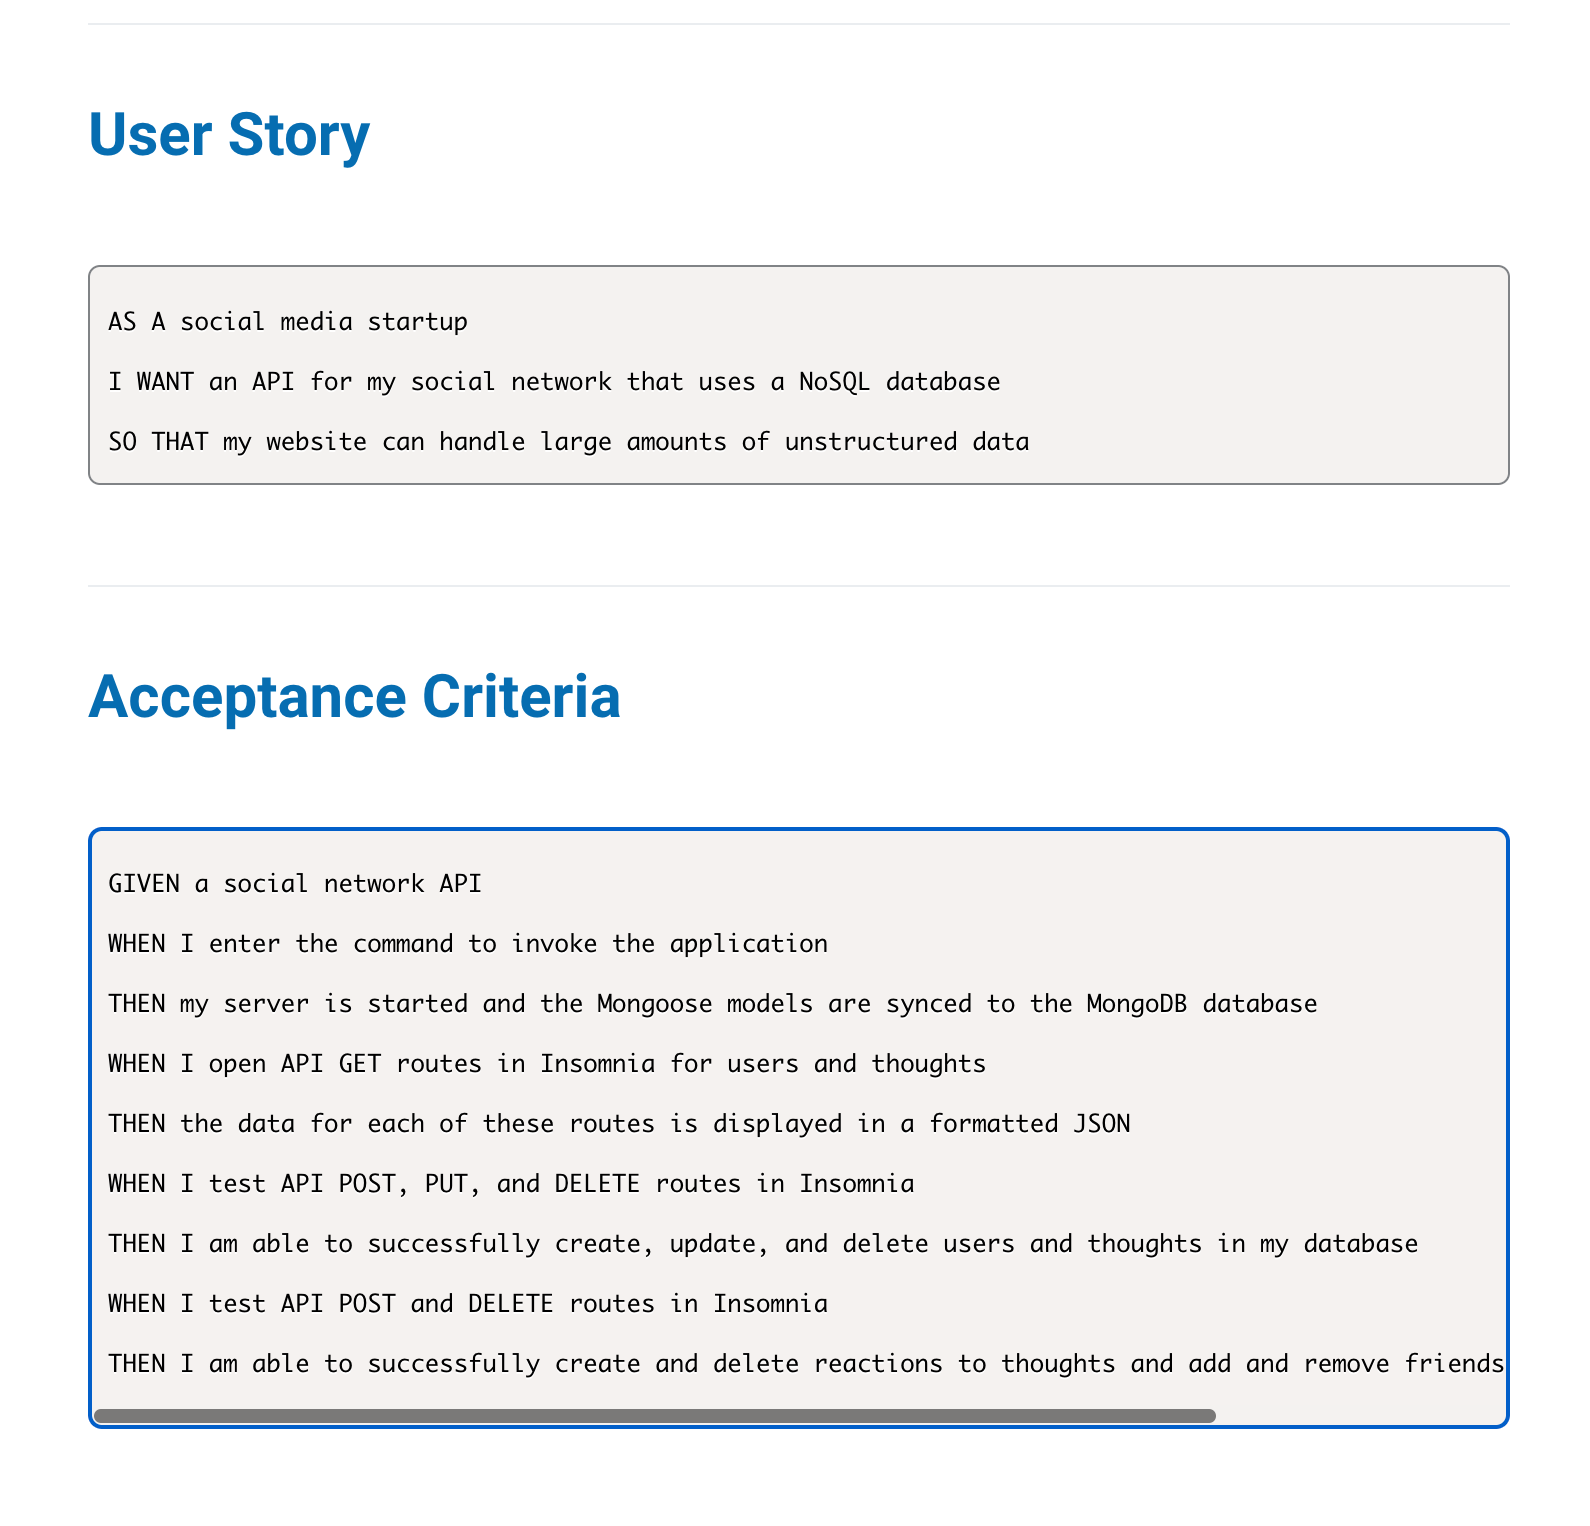 User Story
AS A social media startup
I WANT an API for my social network that uses a NoSQL database
SO THAT my website can handle large amounts of unstructured data
Acceptance Criteria
GIVEN a social network API
WHEN I enter the command to invoke the application
THEN my server is started and the Mongoose models are synced to the MongoDB database
WHEN I open API GET routes in Insomnia for users and thoughts
THEN the data for each of these routes is displayed in a formatted JSON
WHEN I test API POST, PUT, and DELETE routes in Insomnia
THEN I am able to successfully create, update, and delete users and thoughts in my database
WHEN I test API POST and DELETE routes in Insomnia
THEN I am able to successfully create and delete reactions to thoughts and add and remove friends